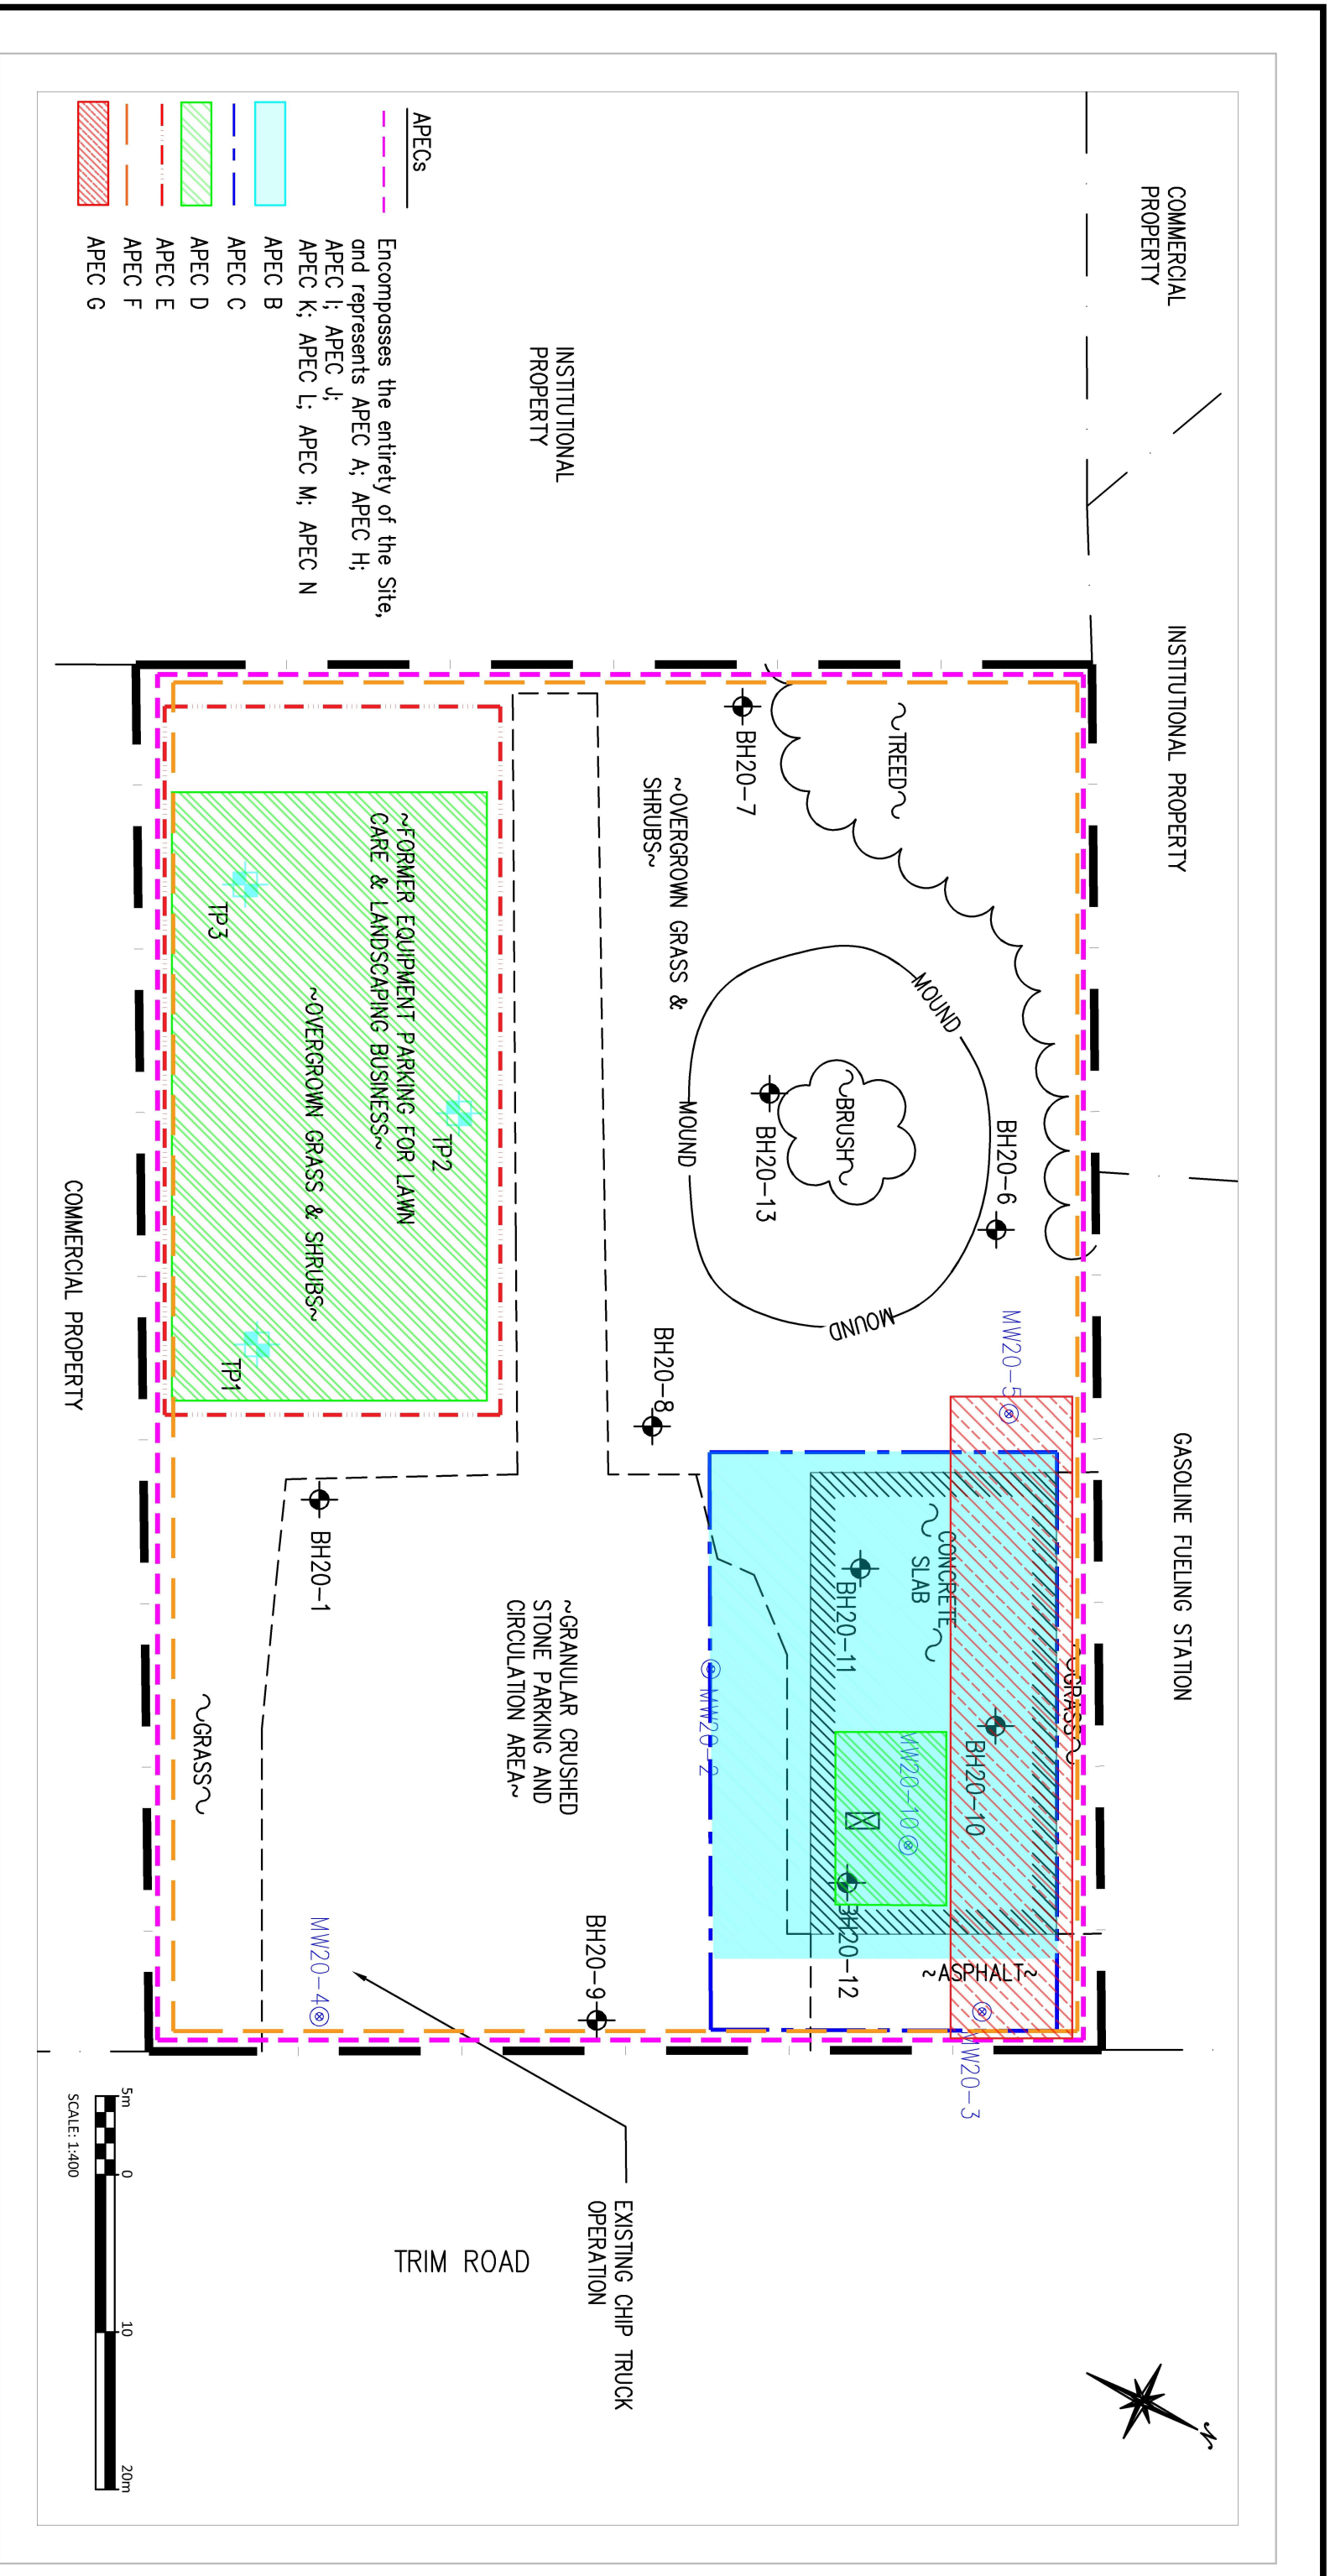 COMMERCIAL
PROPERTY
INSTITUTIONAL PROPERTY
GASOLINE FUELING STATION
INSTITUTIONAL
PROPERTY
APECs
Encompasses the entirety of the Site,
and represents APEC A; APEC H;
APEC I; APEC J;
APEC K; APEC L; APEC M; APEC N
APEC B
APEC C
APEC D
APEC E
APEC F
APEC G
~TREED~
BH20-7
~OVERGROWN GRASS &
SHRUBS~
MOUND
MOUND
MOUND
~BRUSH~
BH20-13
BH20-6
BH20-8
MW20-5
~GRASS~
~CONCRETE
SLAB~
BH20-11
BH20-10
MW20-10
MW20-2
BH20-12
~ASPHALT~
MW20-3
~FORMER EQUIPMENT PARKING FOR LAWN
CARE & LANDSCAPING BUSINESS~
~OVERGROWN GRASS & SHRUBS~
TP3
TP2
TP1
BH20-1
~GRANULAR CRUSHED
STONE PARKING AND
CIRCULATION AREA~
~GRASS~
BH20-9
MW20-4
COMMERCIAL PROPERTY
EXISTING CHIP TRUCK
OPERATION
TRIM ROAD
N
5m 0 10 20m
SCALE: 1:400